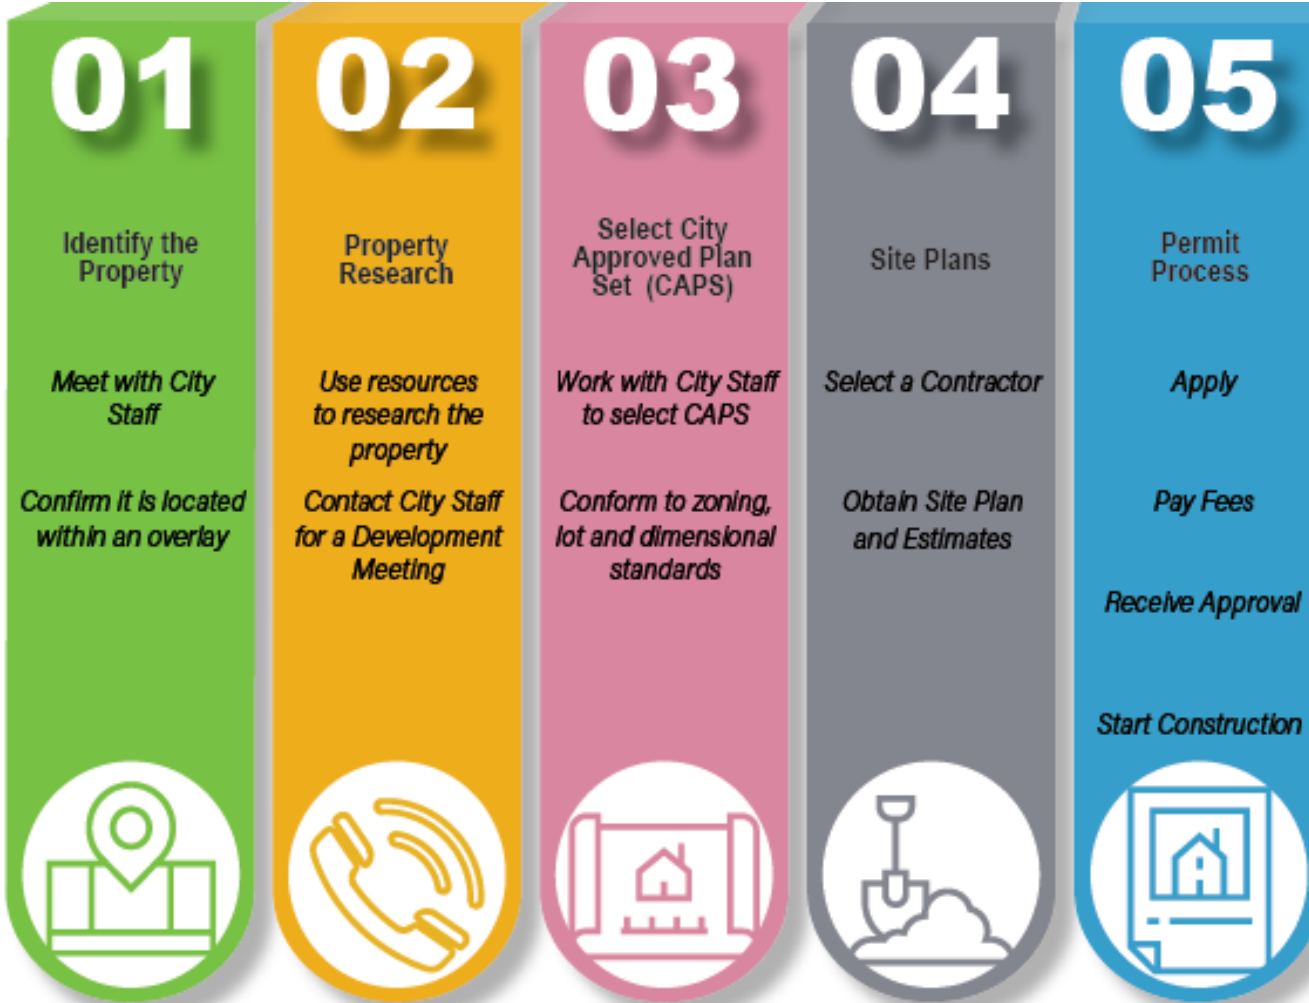 01
Identify the
Property
Meet with City
Staff
Confirm it is located
within an overlay
02
Property
Research
Use resources
to research the
property
Contact City Staff
for a Development
Meeting
03
Select City
Approved Plan
Set (CAPS)
Work with City Staff
to select CAPS
Conform to zoning,
lot and dimensional
standards
04
Site Plans
Select a Contractor
Obtain Site Plan
and Estimates
05
Permit
Process
Apply
Pay Fees
Receive Approval
Start Construction